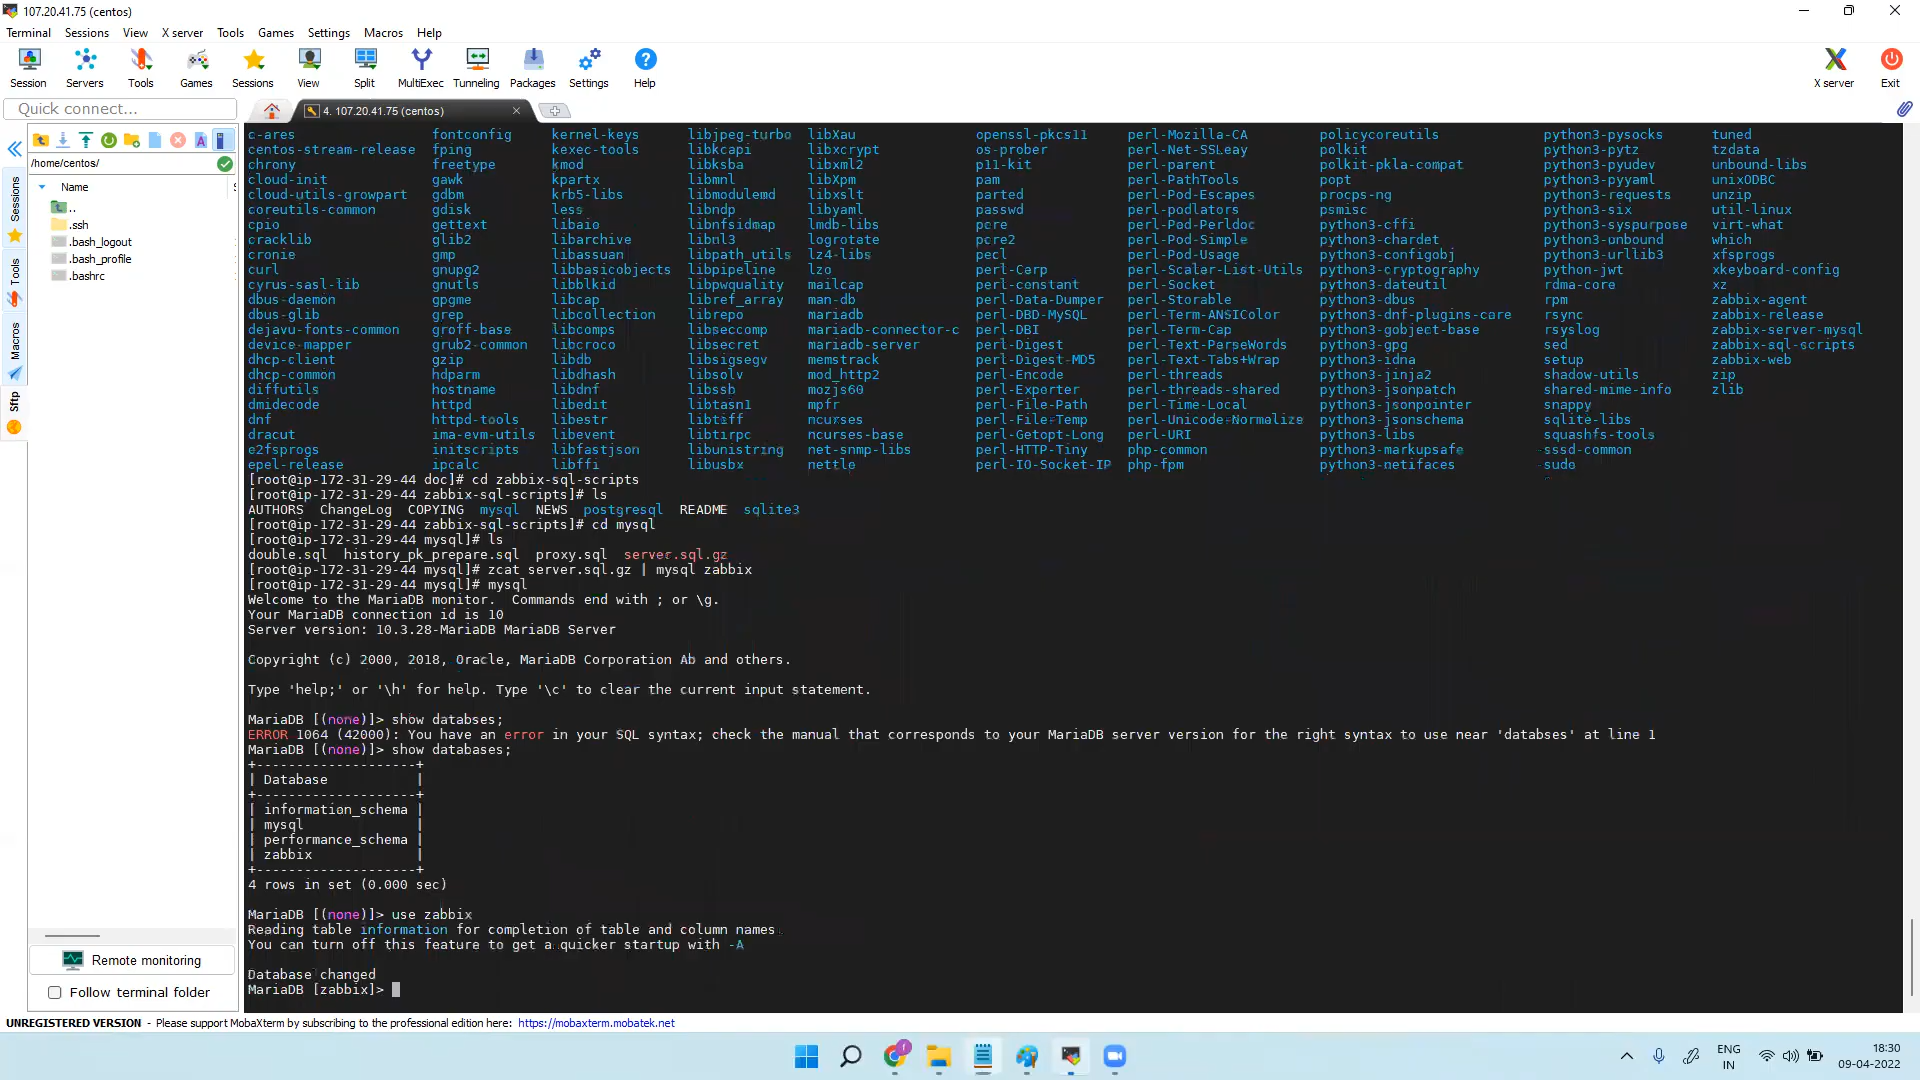 107.20.41.75 (centos)
Terminal Sessions View X server Tools Games Settings Macros Help
Session Servers Tools Games Sessions View Split MultiExec Tunneling Packages Settings Help X server Exit
Quick connect...
4. 107.20.41.75 (centos)
/home/centos/
Name
..
.ssh
.bash_logout
.bash_profile
.bashrc
Sessions
Tools
Macros
Sftp
Remote monitoring
Follow terminal folder
c-ares fontconfig kernel-keys libjpeg-turbo libXau openssl-pkcs11 perl-Mozilla-CA policycoreutils python3-pysocks tuned
centos-stream-release fping kexec-tools libkcapi libxcrypt os-prober perl-Net-SSLeay polkit python3-pytz tzdata
chrony freetype kmod libksba libxml2 p11-kit perl-parent polkit-pkla-compat python3-pyudev unbound-libs
cloud-init gawk kpartx libmnl libXpm pam perl-PathTools popt python3-pyyaml unixODBC
cloud-utils-growpart gdbm krb5-libs libmodulemd libxslt parted perl-Pod-Escapes procps-ng python3-requests unzip
coreutils-common gdisk less libndp libyaml passwd perl-podlators psmisc python3-six util-linux
cpio gettext libaio libnfsidmap lmdb-libs pcre perl-Pod-Perldoc python3-cffi python3-syspurpose virt-what
cracklib glib2 libarchive libnl3 logrotate pcre2 perl-Pod-Simple python3-chardet python3-unbound which
cronie gmp libassuan libpath_utils lz4-libs pecl perl-Pod-Usage python3-configobj python3-urllib3 xfsprogs
curl gnupg2 libbasicobjects libpipeline lzo perl-Carp perl-Scalar-List-Utils python3-cryptography python-jwt xkeyboard-config
cyrus-sasl-lib gnutls libblkid libpwquality mailcap perl-constant perl-Socket python3-dateutil rdma-core xz
dbus-daemon gpgme libcap libref_array man-db perl-Data-Dumper perl-Storable python3-dbus rpm zabbix-agent
dbus-glib grep libcollection librepo mariadb perl-DBD-MySQL perl-Term-ANSIColor python3-dnf-plugins-core rsync zabbix-release
dejavu-fonts-common groff-base libcomps libseccomp mariadb-connector-c perl-DBI perl-Term-Cap python3-gobject-base rsyslog zabbix-server-mysql
device-mapper grub2-common libcroco libsecret mariadb-server perl-Digest perl-Text-ParseWords python3-gpg sed zabbix-sql-scripts
dhcp-client gzip libdb libsigsegv memstrack perl-Digest-MD5 perl-Text-Tabs+Wrap python3-idna setup zabbix-web
dhcp-common hdparm libdhash libsolv mod_http2 perl-Encode perl-threads python3-jinja2 shadow-utils zip
diffutils hostname libdnf libssh mozjs60 perl-Exporter perl-threads-shared python3-jsonpatch shared-mime-info zlib
dmidecode httpd libedit libtasn1 mpfr perl-File-Path perl-Time-Local python3-jsonpointer snappy
dnf httpd-tools libestr libtiff ncurses perl-File-Temp perl-Unicode-Normalize python3-jsonschema sqlite-libs
dracut ima-evm-utils libevent libtirpc ncurses-base perl-Getopt-Long perl-URI python3-libs squashfs-tools
e2fsprogs initscripts libfastjson libunistring net-snmp-libs perl-HTTP-Tiny php-common python3-markupsafe sssd-common
epel-release ipcalc libffi libusbx nettle perl-IO-Socket-IP php-fpm python3-netifaces sudo
[root@ip-172-31-29-44 doc]# cd zabbix-sql-scripts
[root@ip-172-31-29-44 zabbix-sql-scripts]# ls
AUTHORS ChangeLog COPYING mysql NEWS postgresql README sqlite3
[root@ip-172-31-29-44 zabbix-sql-scripts]# cd mysql
[root@ip-172-31-29-44 mysql]# ls
double.sql history_pk_prepare.sql proxy.sql server.sql.gz
[root@ip-172-31-29-44 mysql]# zcat server.sql.gz | mysql zabbix
[root@ip-172-31-29-44 mysql]# mysql
Welcome to the MariaDB monitor. Commands end with ; or \g.
Your MariaDB connection id is 10
Server version: 10.3.28-MariaDB MariaDB Server
Copyright (c) 2000, 2018, Oracle, MariaDB Corporation Ab and others.
Type 'help;' or '\h' for help. Type '\c' to clear the current input statement.
MariaDB [(none)]> show databses;
ERROR 1064 (42000): You have an error in your SQL syntax; check the manual that corresponds to your MariaDB server version for the right syntax to use near 'databses' at line 1
MariaDB [(none)]> show databases;
+--------------------+
| Database |
+--------------------+
| information_schema |
| mysql |
| performance_schema |
| zabbix |
+--------------------+
4 rows in set (0.000 sec)
MariaDB [(none)]> use zabbix
Reading table information for completion of table and column names
You can turn off this feature to get a quicker startup with -A
Database changed
MariaDB [zabbix]>
UNREGISTERED VERSION - Please support MobaXterm by subscribing to the professional edition here: https://mobaxterm.mobatek.net
ENG
IN
18:30
09-04-2022